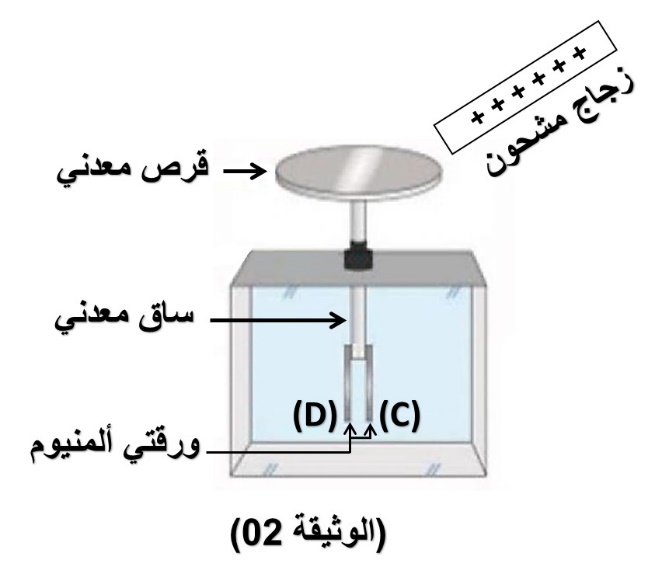 + + + + + +
زجاج مشحون
قرص معدني
ساق معدني
(D) (C)
ورقتي ألمنيوم
(الوثيقة 02)